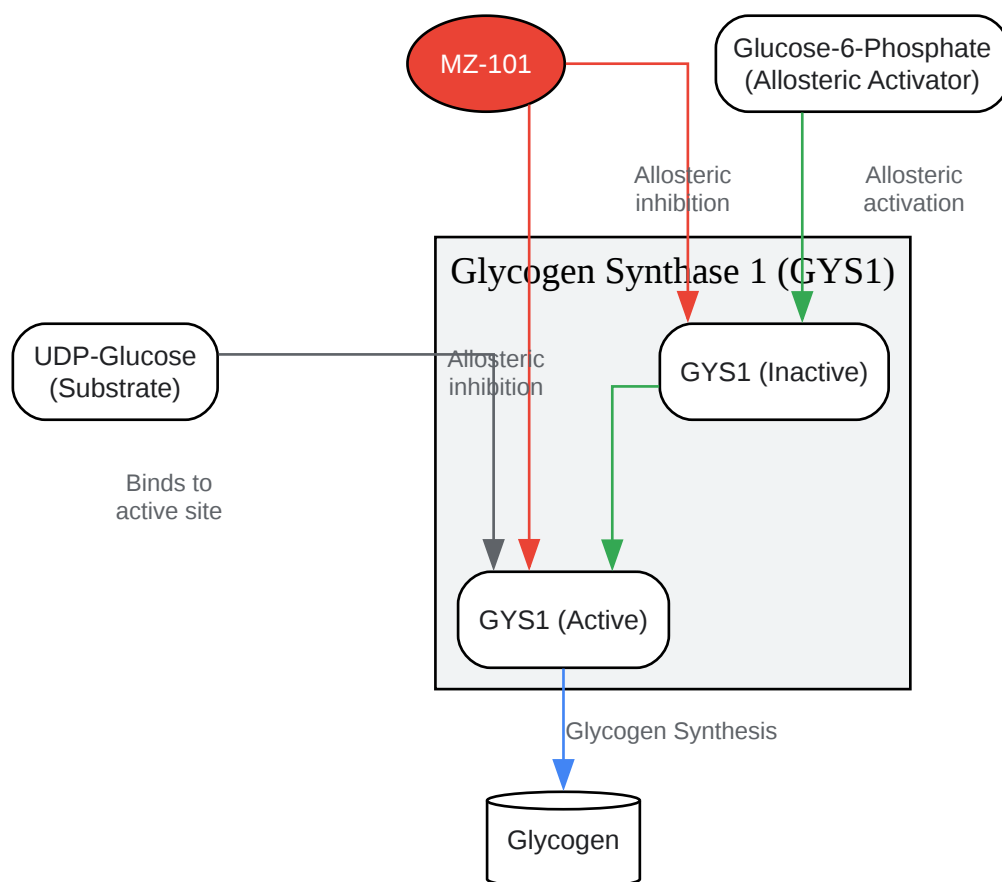 MZ-101
Glucose-6-Phosphate
(Allosteric Activator)
Allosteric
inhibition
Allosteric
activation
Glycogen Synthase 1 (GYS1)
UDP-Glucose
(Substrate)
Allosteric
inhibition
GYS1 (Inactive)
Binds to
active site
GYS1 (Active)
Glycogen Synthesis
Glycogen